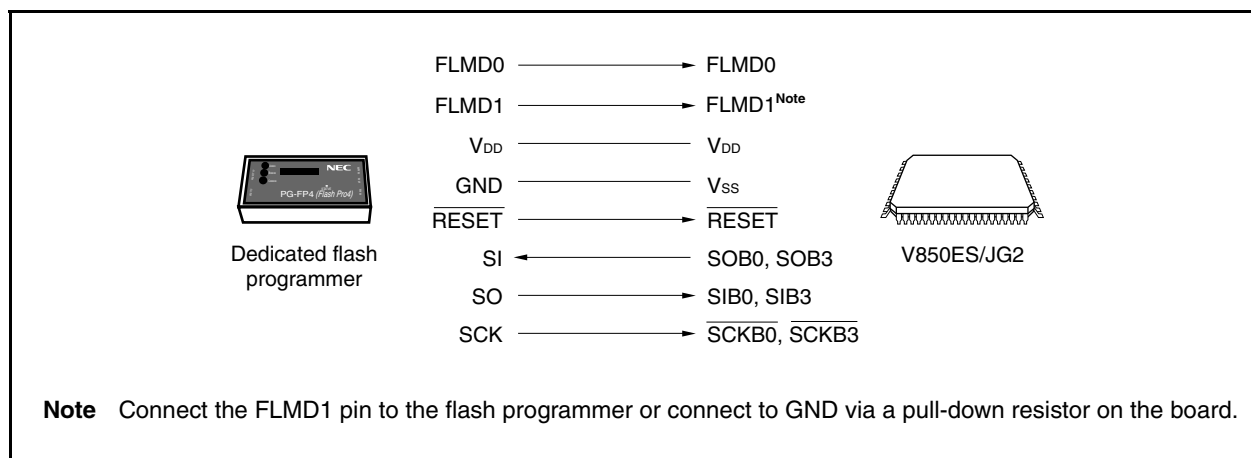 FLMD0 FLMD0
FLMD1 FLMD1Note
VDD VDD
GND VSS
RESET RESET
SI SOB0, SOB3
SO SIB0, SIB3
SCK SCKB0, SCKB3
NEC
PG-FP4 (Flash Pro4)
Dedicated flash
programmer
V850ES/JG2
Note Connect the FLMD1 pin to the flash programmer or connect to GND via a pull-down resistor on the board.